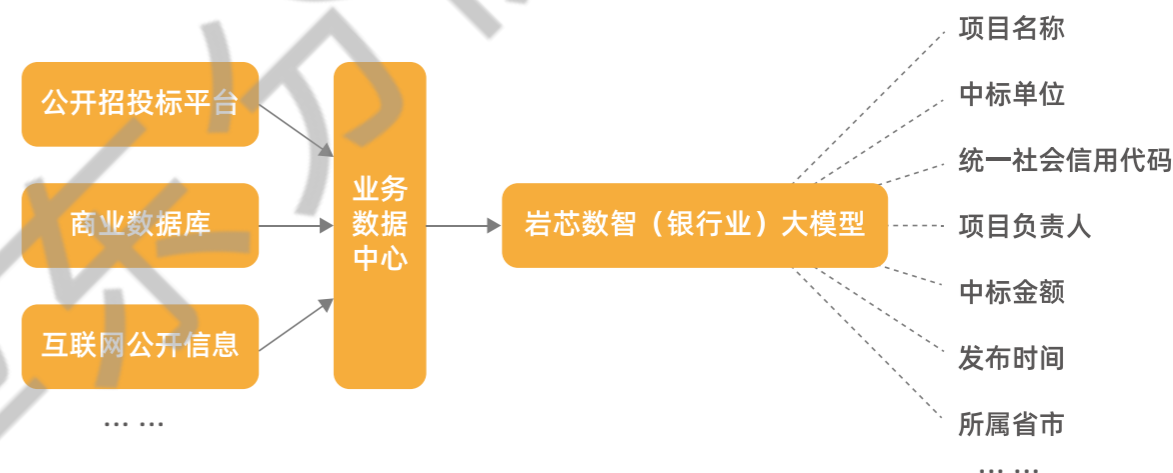 公开招投标平台
商业数据库
互联网公开信息
... ...
业务
数据
中心
岩芯数智（银行业）大模型
项目名称
中标单位
统一社会信用代码
项目负责人
中标金额
发布时间
所属省市
... ...